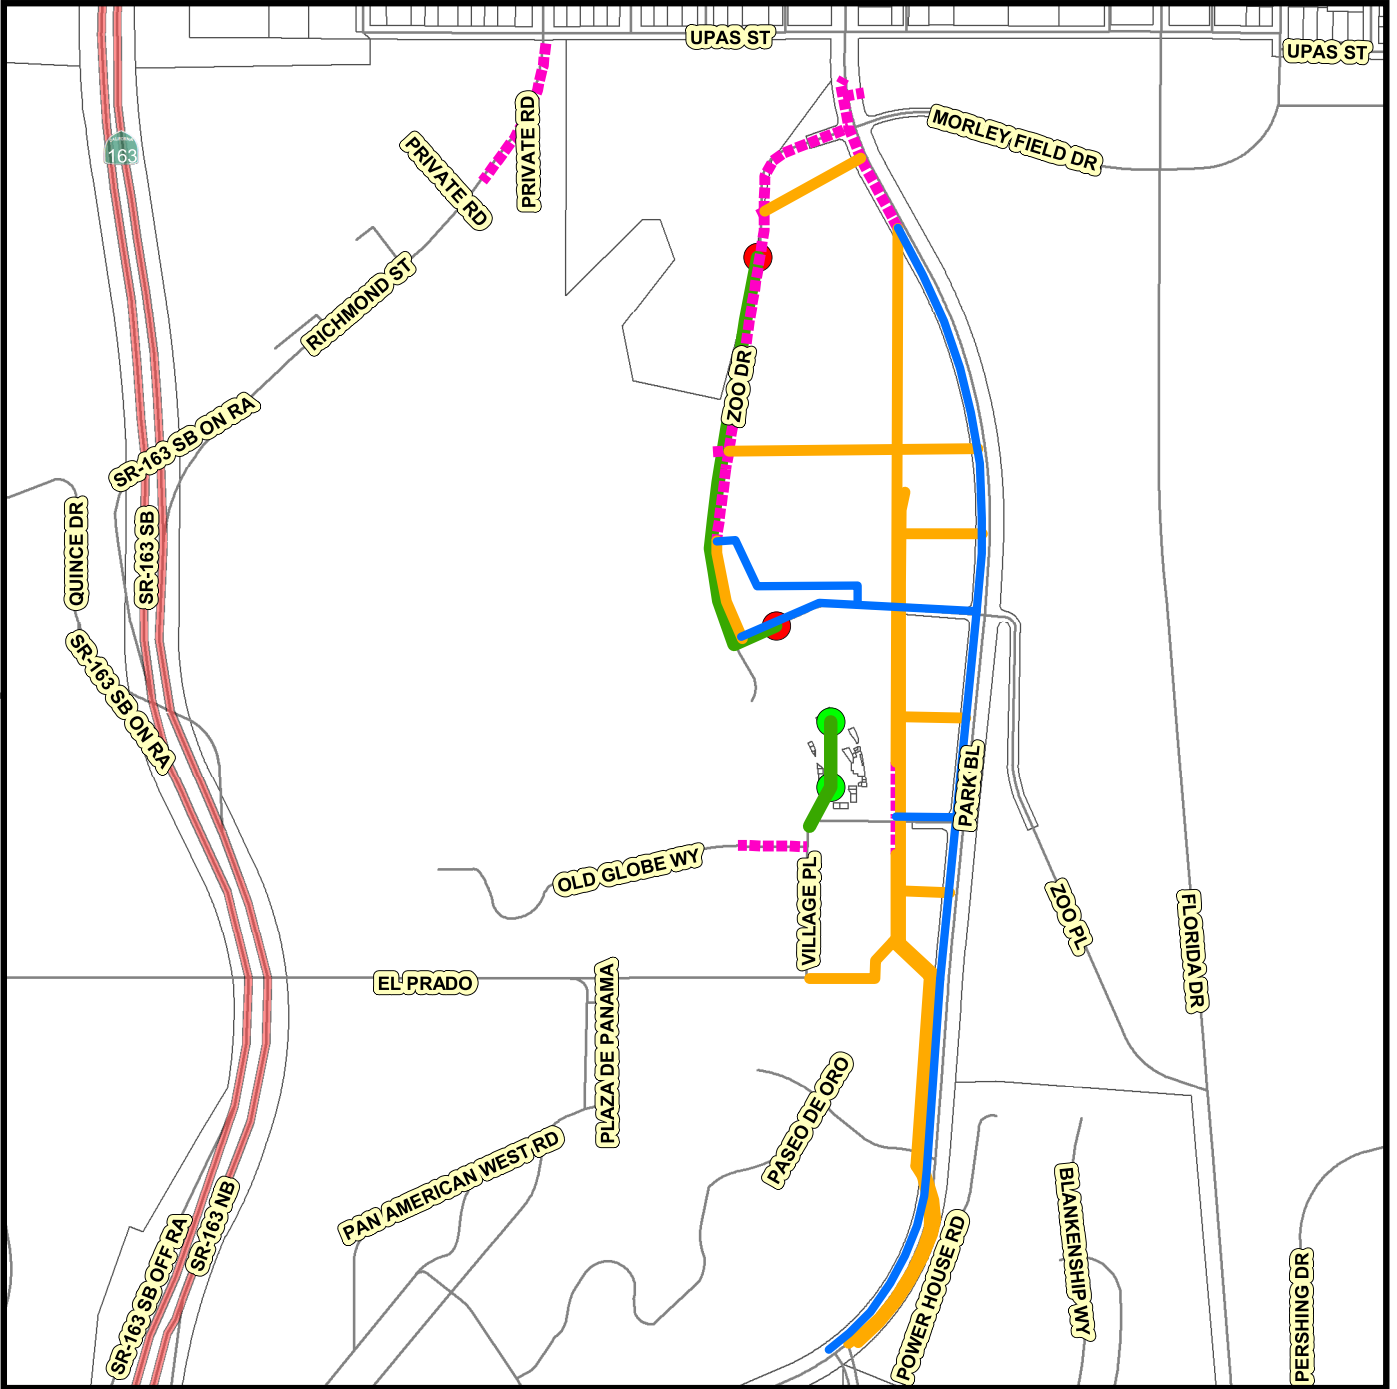 UPAS ST
UPAS ST
PRIVATE RD
PRIVATE RD
MORLEY FIELD DR
163
RICHMOND ST
ZOO DR
SR-163 SB ON RA
QUINCE DR
SR-163 SB
SR-163 SB ON RA
PARK BL
OLD GLOBE WY
VILLAGE PL
ZOO PL
FLORIDA DR
EL PRADO
PLAZA DE PANAMA
PASEO DE ORO
PAN AMERICAN WEST RD
SR-163 NB
SR-163 SB OFF RA
POWER HOUSE RD
BLANKENSHIP WY
PERSHING DR